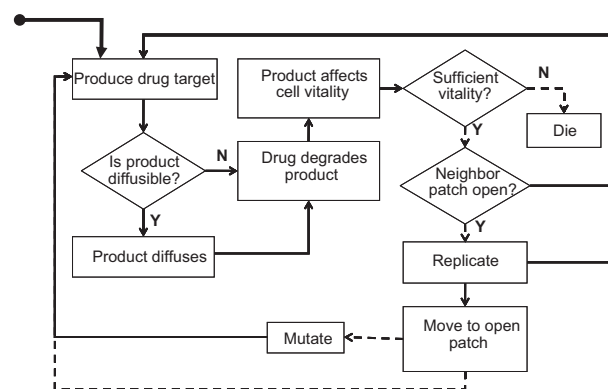 Produce drug target
Product affects
cell vitality
Sufficient
vitality?
N
Die
Y
Is product
diffusible?
N
Drug degrades
product
Neighbor
patch open?
Y
Y
Product diffuses
Replicate
Mutate
Move to open
patch